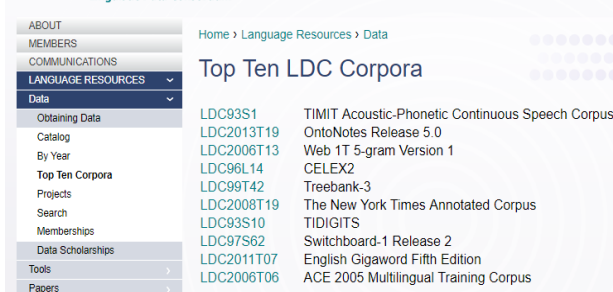 ABOUT
MEMBERS
COMMUNICATIONS
LANGUAGE RESOURCES
Data
Obtaining Data
Catalog
By Year
Top Ten Corpora
Projects
Search
Memberships
Data Scholarships
Tools
Papers
Home › Language Resources › Data
Top Ten LDC Corpora
LDC93S1 TIMIT Acoustic-Phonetic Continuous Speech Corpus
LDC2013T19 OntoNotes Release 5.0
LDC2006T13 Web 1T 5-gram Version 1
LDC96L14 CELEX2
LDC99T42 Treebank-3
LDC2008T19 The New York Times Annotated Corpus
LDC93S10 TIDIGITS
LDC97S62 Switchboard-1 Release 2
LDC2011T07 English Gigaword Fifth Edition
LDC2006T06 ACE 2005 Multilingual Training Corpus